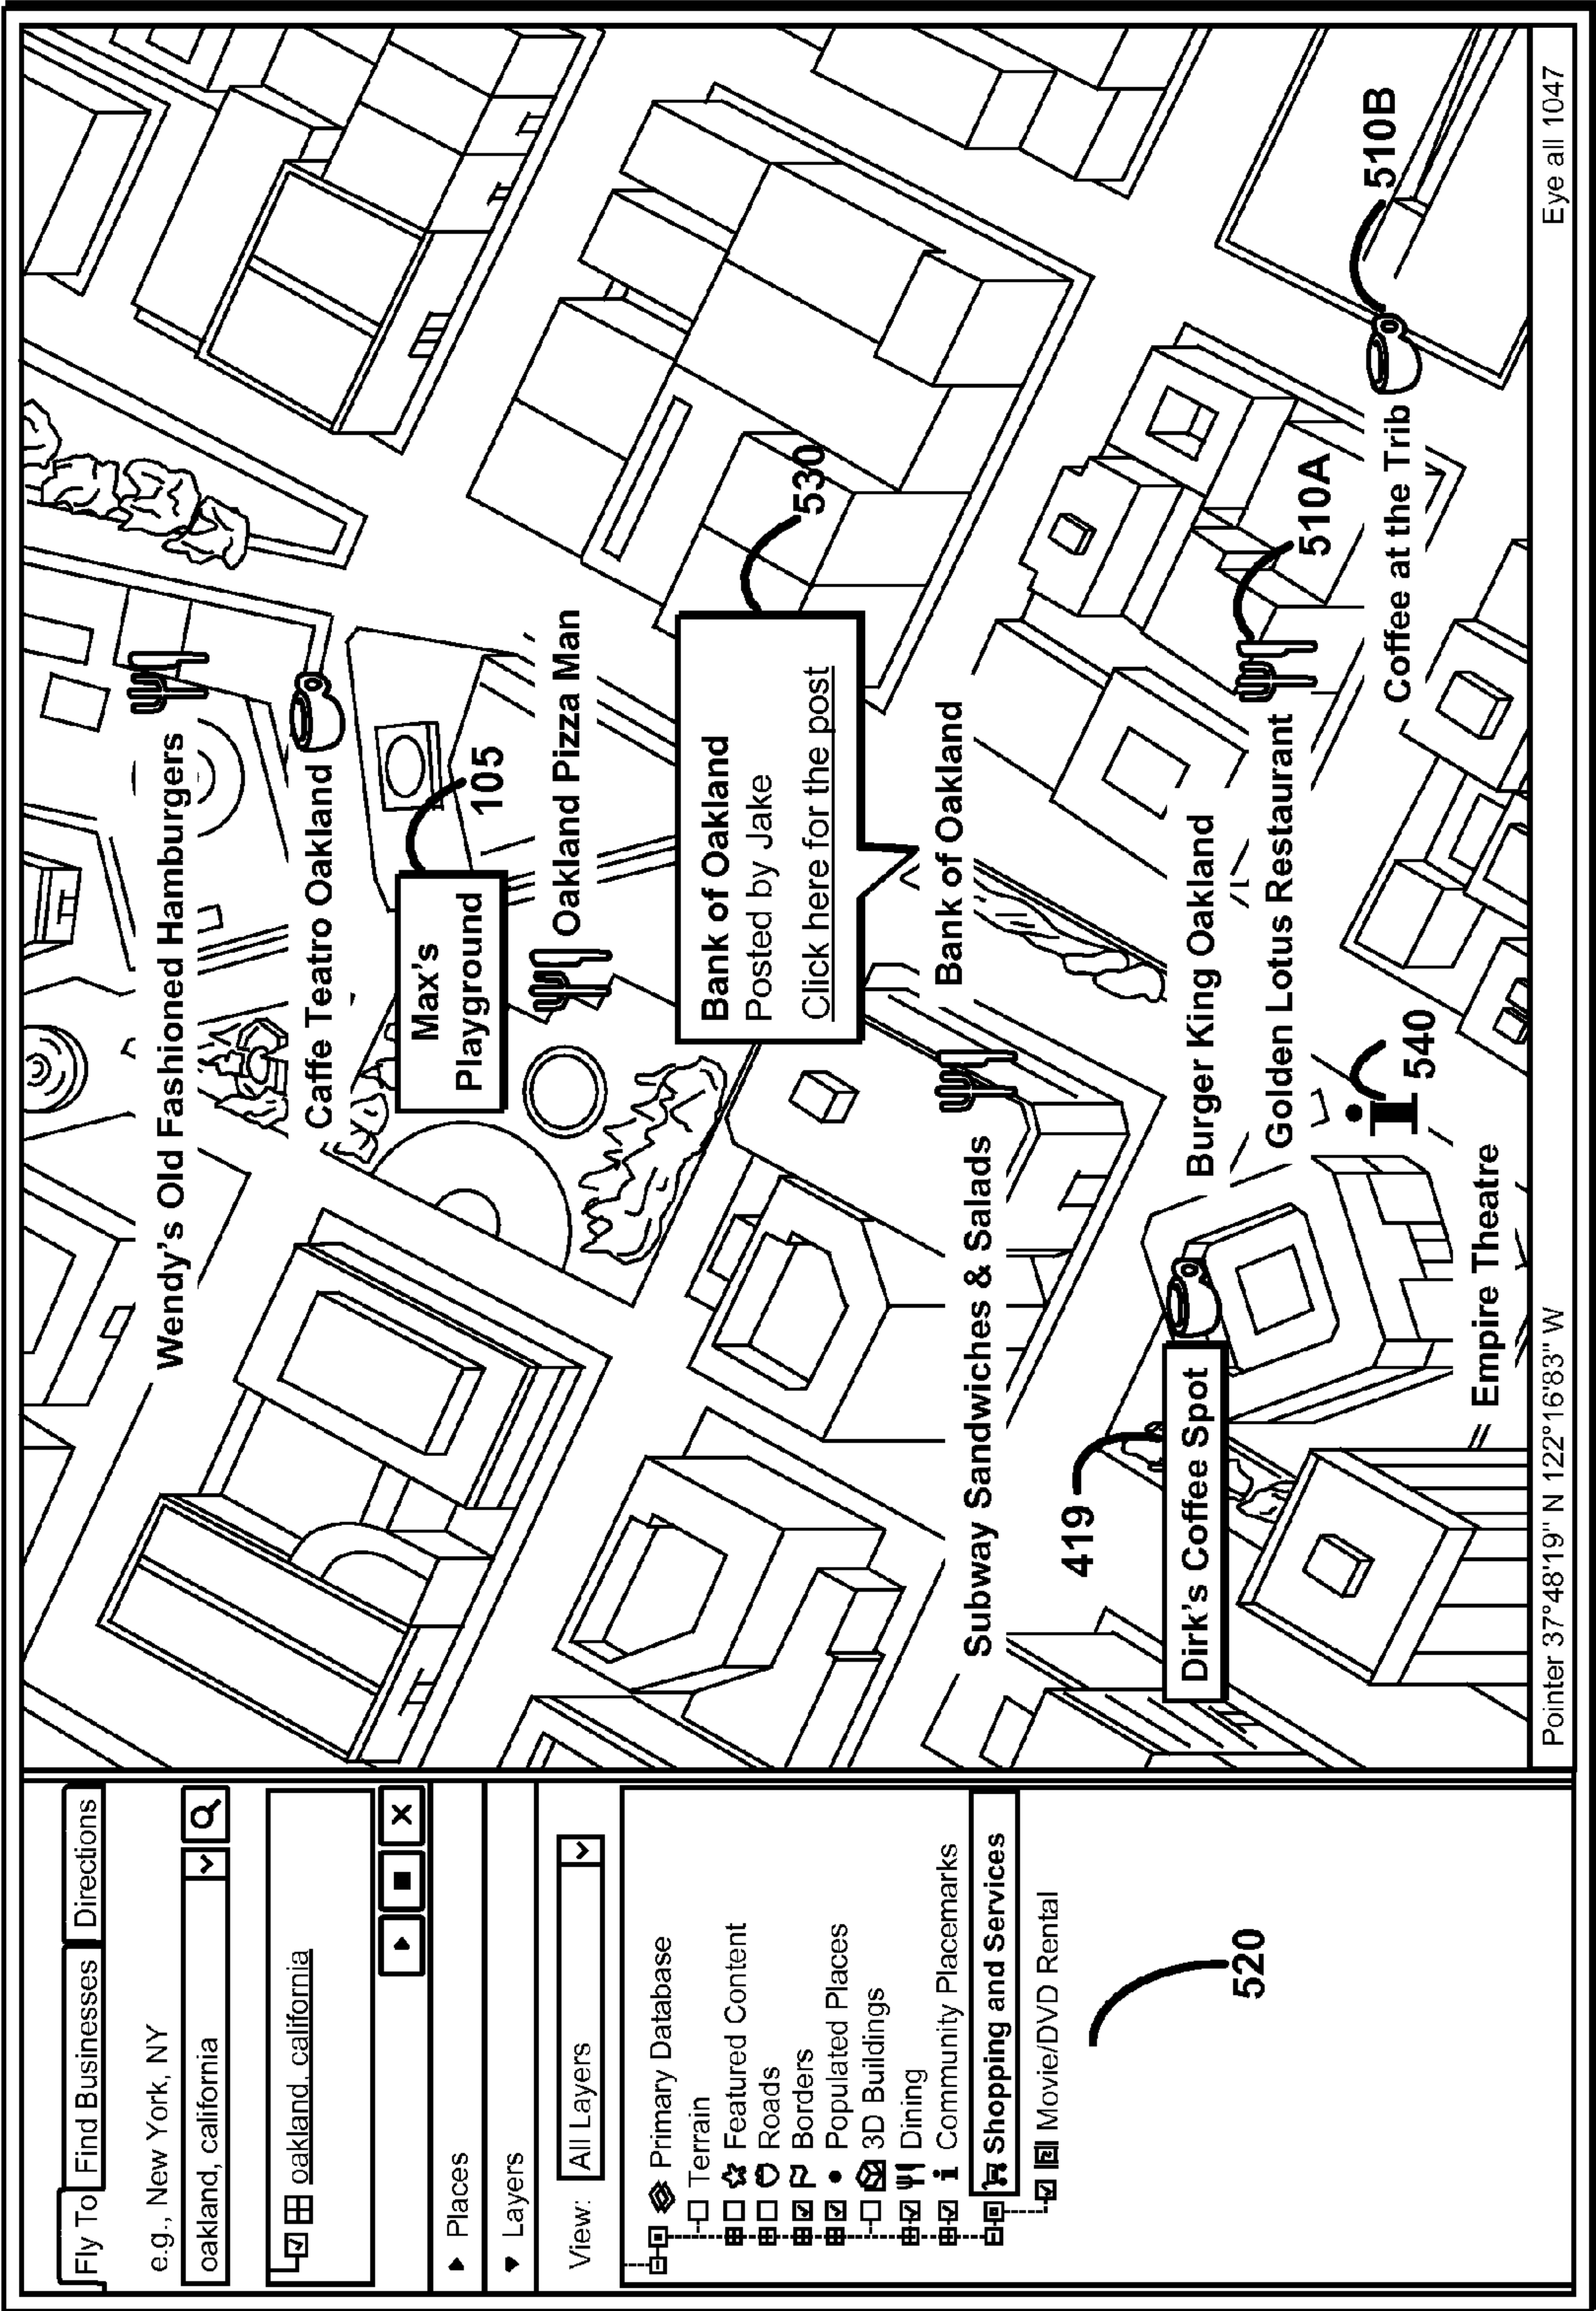 Fly To
Find Businesses
Directions
e.g., New York, NY
oakland, california
oakland, california
Places
Layers
View: All Layers
Primary Database
Terrain
Featured Content
Roads
Borders
Populated Places
3D Buildings
Dining
Community Placemarks
Shopping and Services
Movie/DVD Rental
520
Wendy's Old Fashioned Hamburgers
Caffe Teatro Oakland
Max's
Playground
105
Oakland Pizza Man
530
Bank of Oakland
Posted by Jake
Click here for the post
Bank of Oakland
Subway Sandwiches & Salads
419
Dirk's Coffee Spot
Burger King Oakland
Golden Lotus Restaurant
510A
Coffee at the Trib
510B
540
Empire Theatre
Pointer 37°48'19" N 122°16'83" W
Eye all 1047